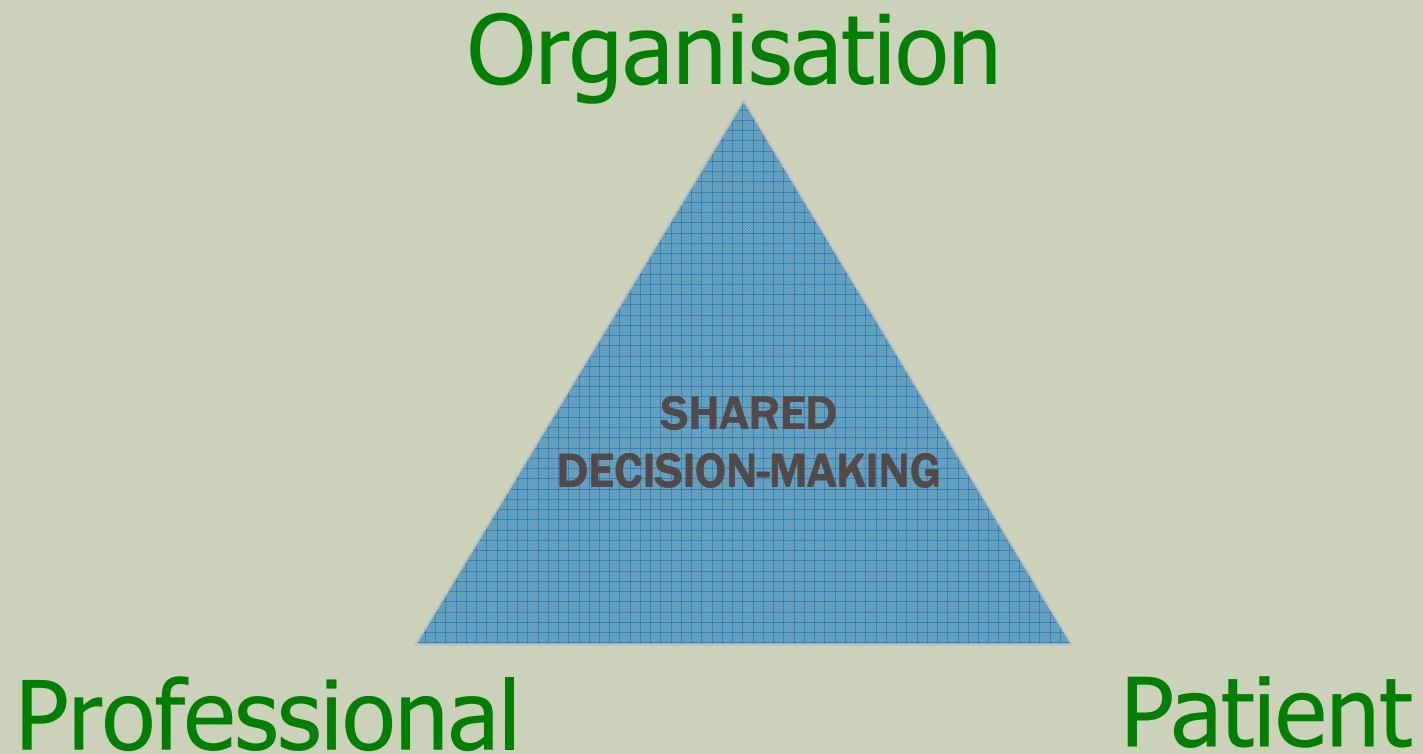 Organisation
SHARED
DECISION-MAKING
Professional
Patient